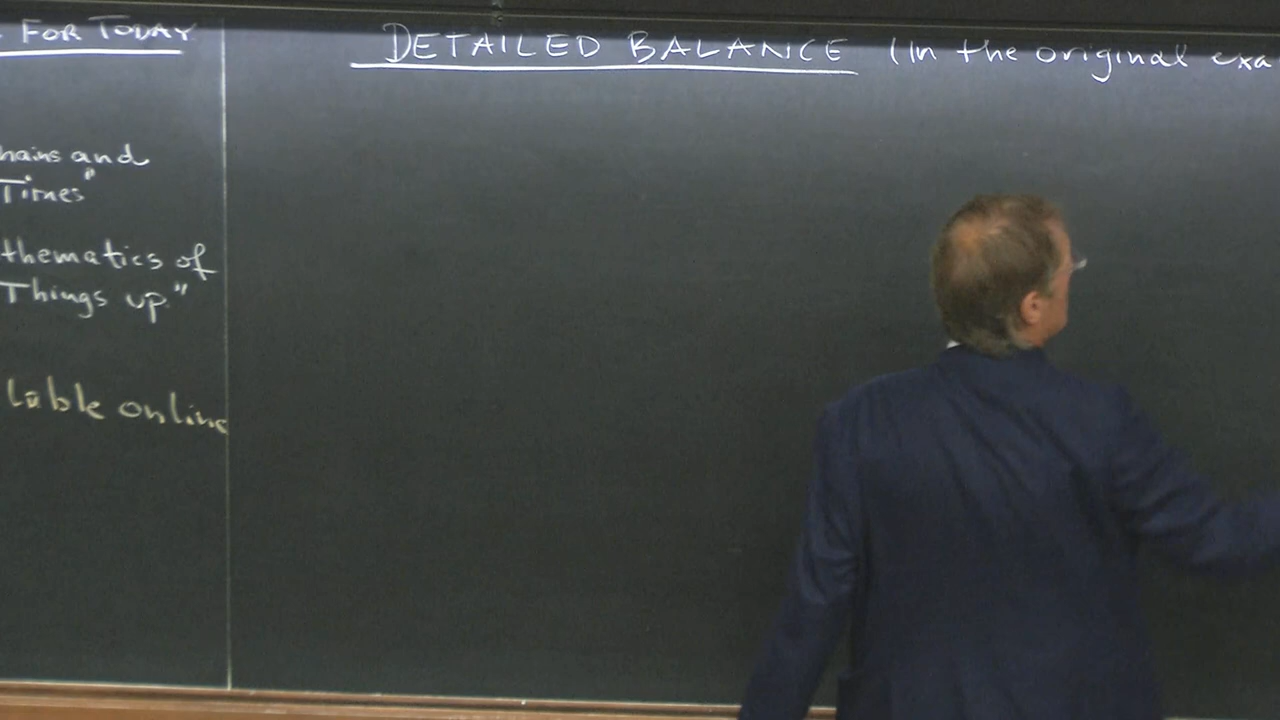 FOR TODAY
hains and
Times"
thematics of
Things up."
lable online
DETAILED BALANCE (In the original exa